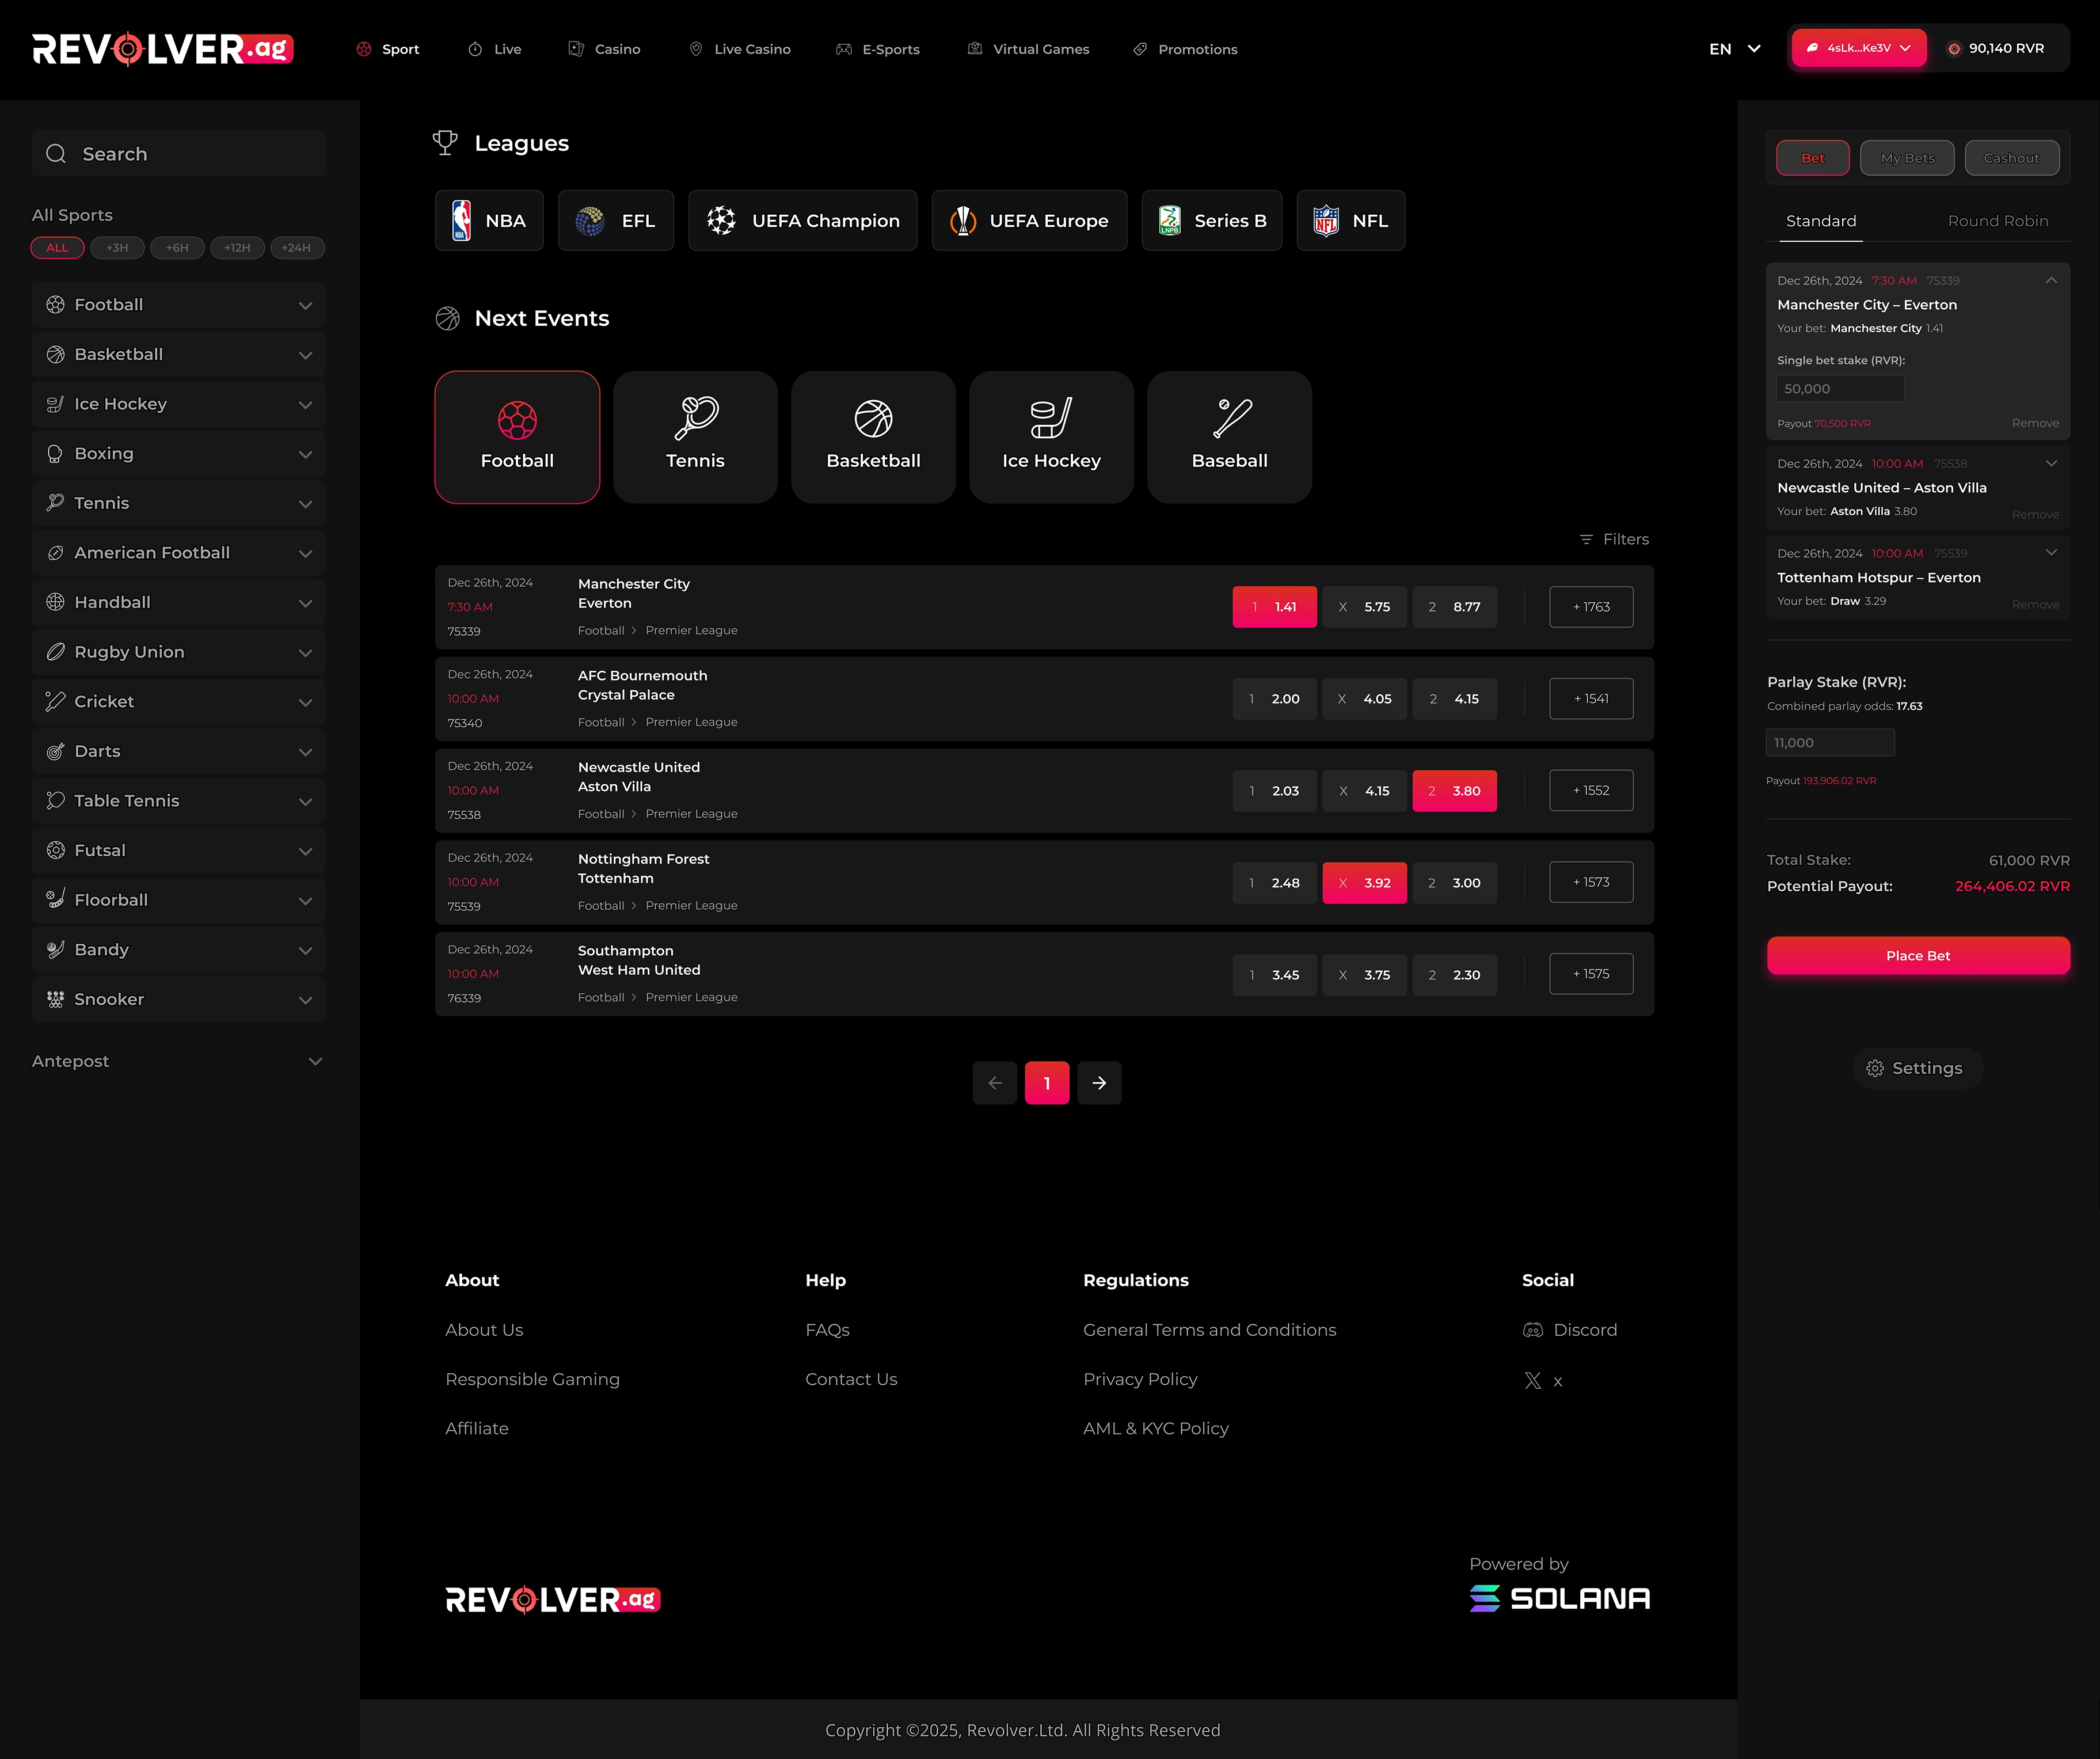 REVOLVER.ag
Sport
Live
Casino
Live Casino
E-Sports
Virtual Games
Promotions
EN
4sLk...Ke3V
90,140 RVR
Search
All Sports
ALL
+3H
+6H
+12H
+24H
Football
Basketball
Ice Hockey
Boxing
Tennis
American Football
Handball
Rugby Union
Cricket
Darts
Table Tennis
Futsal
Floorball
Bandy
Snooker
Antepost
Leagues
NBA
NBA
EFL
UEFA Champion
UEFA Europe
LNPB
Series B
NFL
NFL
Next Events
Football
Tennis
Basketball
Ice Hockey
Baseball
Filters
Dec 26th, 2024
7:30 AM
75339
Manchester City
Everton
Football > Premier League
1 1.41
X 5.75
2 8.77
+ 1763
Dec 26th, 2024
10:00 AM
75340
AFC Bournemouth
Crystal Palace
Football > Premier League
1 2.00
X 4.05
2 4.15
+ 1541
Dec 26th, 2024
10:00 AM
75538
Newcastle United
Aston Villa
Football > Premier League
1 2.03
X 4.15
2 3.80
+ 1552
Dec 26th, 2024
10:00 AM
75539
Nottingham Forest
Tottenham
Football > Premier League
1 2.48
X 3.92
2 3.00
+ 1573
Dec 26th, 2024
10:00 AM
76339
Southampton
West Ham United
Football > Premier League
1 3.45
X 3.75
2 2.30
+ 1575
1
Bet
My Bets
Cashout
Standard
Round Robin
Dec 26th, 2024 7:30 AM 75339
Manchester City – Everton
Your bet: Manchester City 1.41
Single bet stake (RVR):
50,000
Payout 70,500 RVR
Remove
Dec 26th, 2024 10:00 AM 75538
Newcastle United – Aston Villa
Your bet: Aston Villa 3.80
Remove
Dec 26th, 2024 10:00 AM 75539
Tottenham Hotspur – Everton
Your bet: Draw 3.29
Remove
Parlay Stake (RVR):
Combined parlay odds: 17.63
11,000
Payout 193,906.02 RVR
Total Stake: 61,000 RVR
Potential Payout: 264,406.02 RVR
Place Bet
Settings
About
About Us
Responsible Gaming
Affiliate
Help
FAQs
Contact Us
Regulations
General Terms and Conditions
Privacy Policy
AML & KYC Policy
Social
Discord
X x
REVOLVER.ag
Powered by
SOLANA
Copyright ©2025, Revolver.Ltd. All Rights Reserved